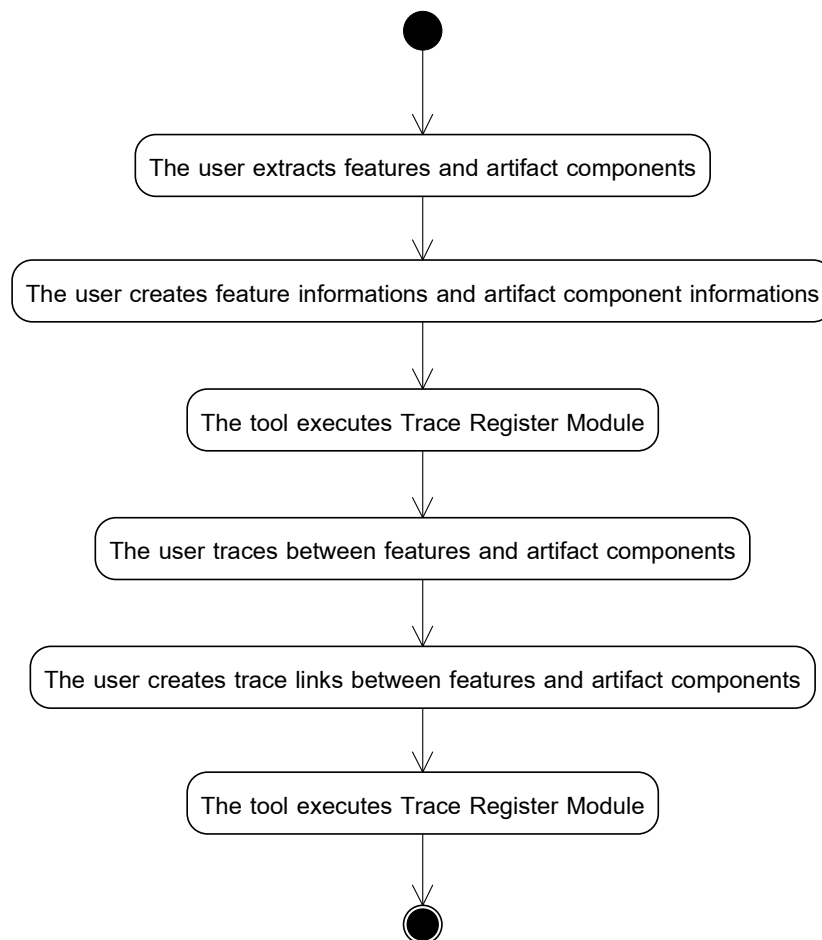 The user extracts features and artifact components
The user creates feature informations and artifact component informations
The tool executes Trace Register Module
The user traces between features and artifact components
The user creates trace links between features and artifact components
The tool executes Trace Register Module